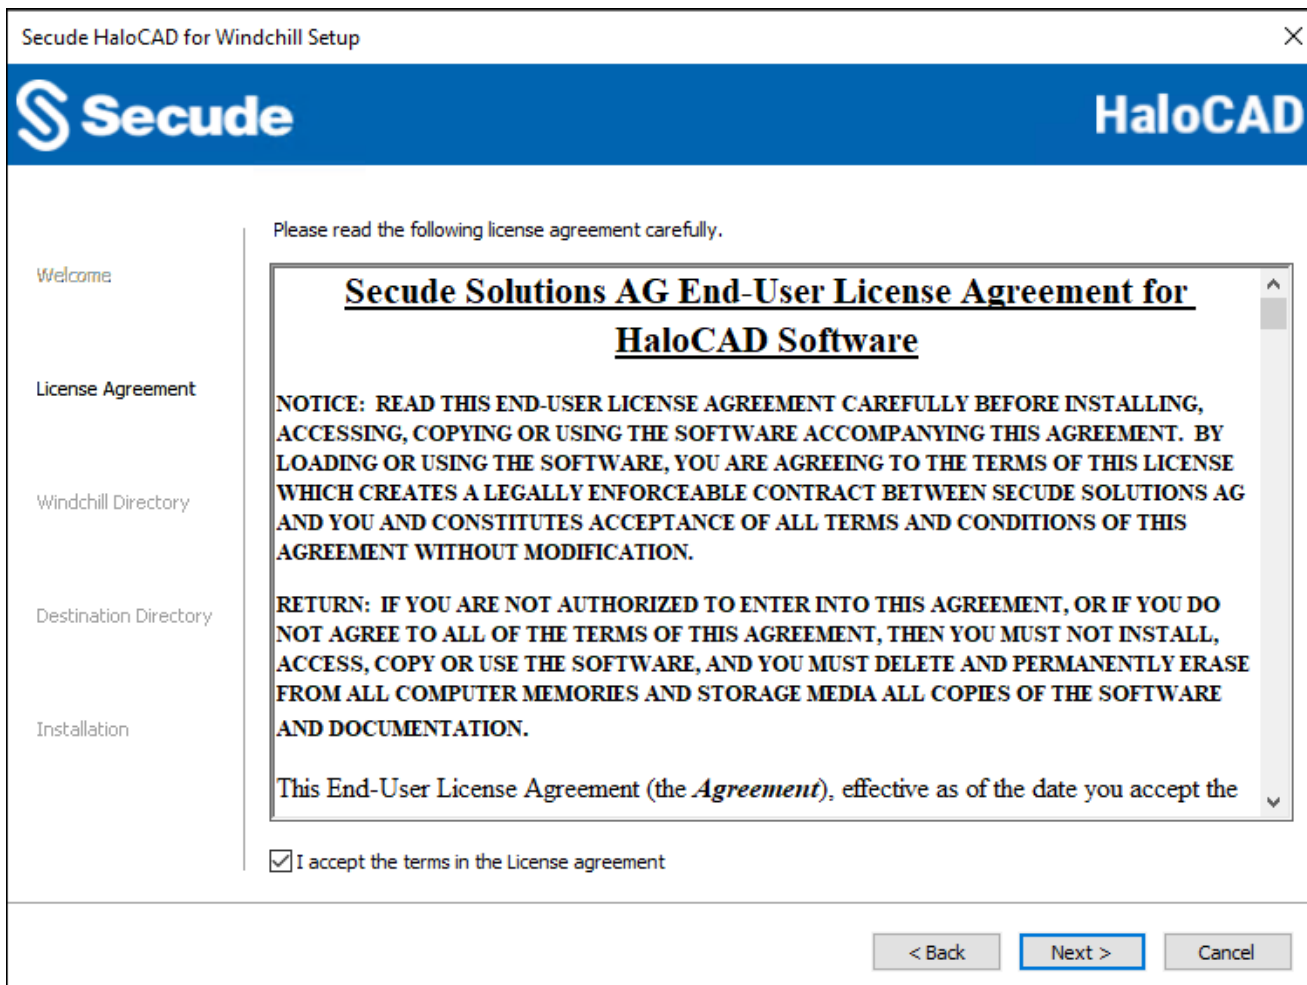 Secude HaloCAD for Windchill Setup
Secude
HaloCAD
Please read the following license agreement carefully.
Welcome
License Agreement
Windchill Directory
Destination Directory
Installation
Secude Solutions AG End-User License Agreement for
HaloCAD Software
NOTICE:  READ THIS END-USER LICENSE AGREEMENT CAREFULLY BEFORE INSTALLING,
ACCESSING, COPYING OR USING THE SOFTWARE ACCOMPANYING THIS AGREEMENT.  BY
LOADING OR USING THE SOFTWARE, YOU ARE AGREEING TO THE TERMS OF THIS LICENSE
WHICH CREATES A LEGALLY ENFORCEABLE CONTRACT BETWEEN SECUDE SOLUTIONS AG
AND YOU AND CONSTITUTES ACCEPTANCE OF ALL TERMS AND CONDITIONS OF THIS
AGREEMENT WITHOUT MODIFICATION.
RETURN:  IF YOU ARE NOT AUTHORIZED TO ENTER INTO THIS AGREEMENT, OR IF YOU DO
NOT AGREE TO ALL OF THE TERMS OF THIS AGREEMENT, THEN YOU MUST NOT INSTALL,
ACCESS, COPY OR USE THE SOFTWARE, AND YOU MUST DELETE AND PERMANENTLY ERASE
FROM ALL COMPUTER MEMORIES AND STORAGE MEDIA ALL COPIES OF THE SOFTWARE
AND DOCUMENTATION.
This End-User License Agreement (the Agreement), effective as of the date you accept the
I accept the terms in the License agreement
< Back
Next >
Cancel